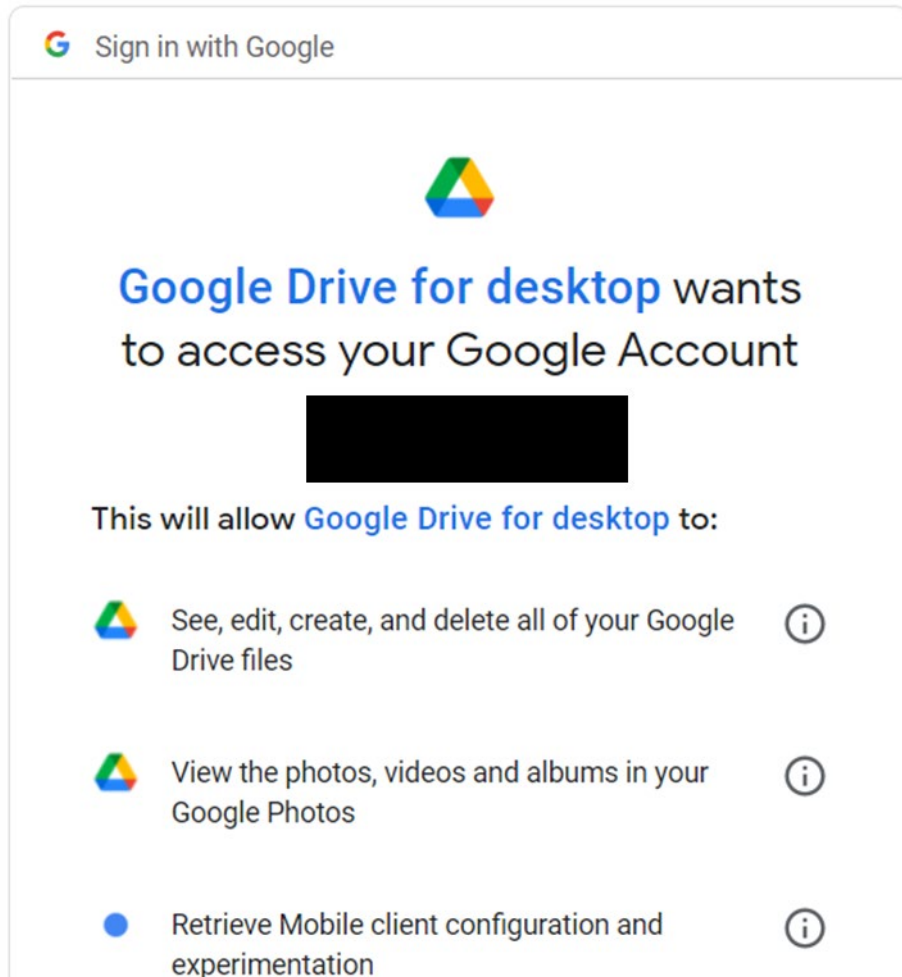 Sign in with Google
Google Drive for desktop wants
to access your Google Account
This will allow Google Drive for desktop to:
See, edit, create, and delete all of your Google
Drive files
View the photos, videos and albums in your
Google Photos
Retrieve Mobile client configuration and
experimentation